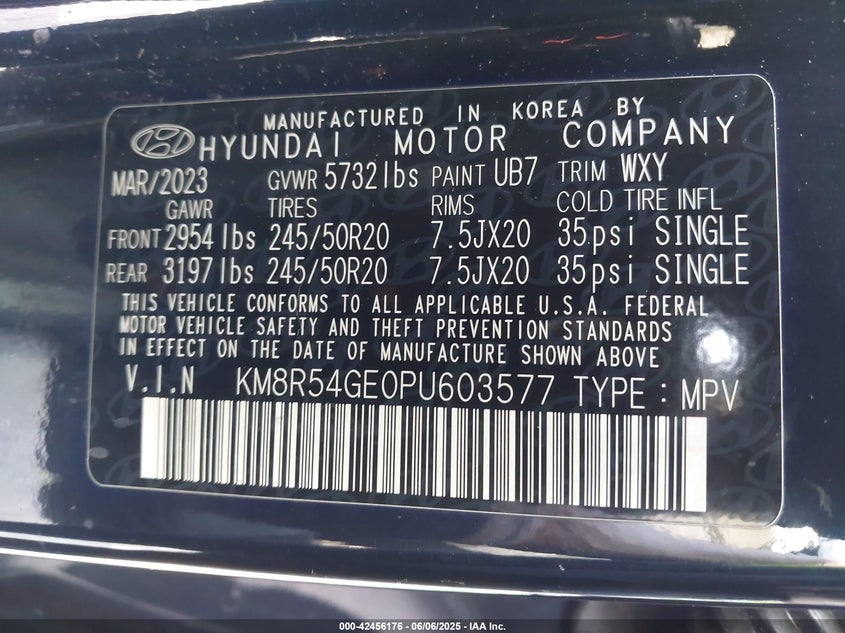 MANUFACTURED IN KOREA BY
HYUNDAI MOTOR COMPANY
MAR/2023 GVWR 5732lbs PAINT UB7 TRIM WXY
GAWR TIRES RIMS COLD TIRE INFL
FRONT 2954lbs 245/50R20 7.5JX20 35psi SINGLE
REAR 3197lbs 245/50R20 7.5JX20 35psi SINGLE
THIS VEHICLE CONFORMS TO ALL APPLICABLE U.S.A. FEDERAL
MOTOR VEHICLE SAFETY AND THEFT PREVENTION STANDARDS
IN EFFECT ON THE DATE OF MANUFACTURE SHOWN ABOVE
V.I.N KM8R54GE0PU603577 TYPE : MPV
000-42456176 - 06/06/2025 - IAA Inc.